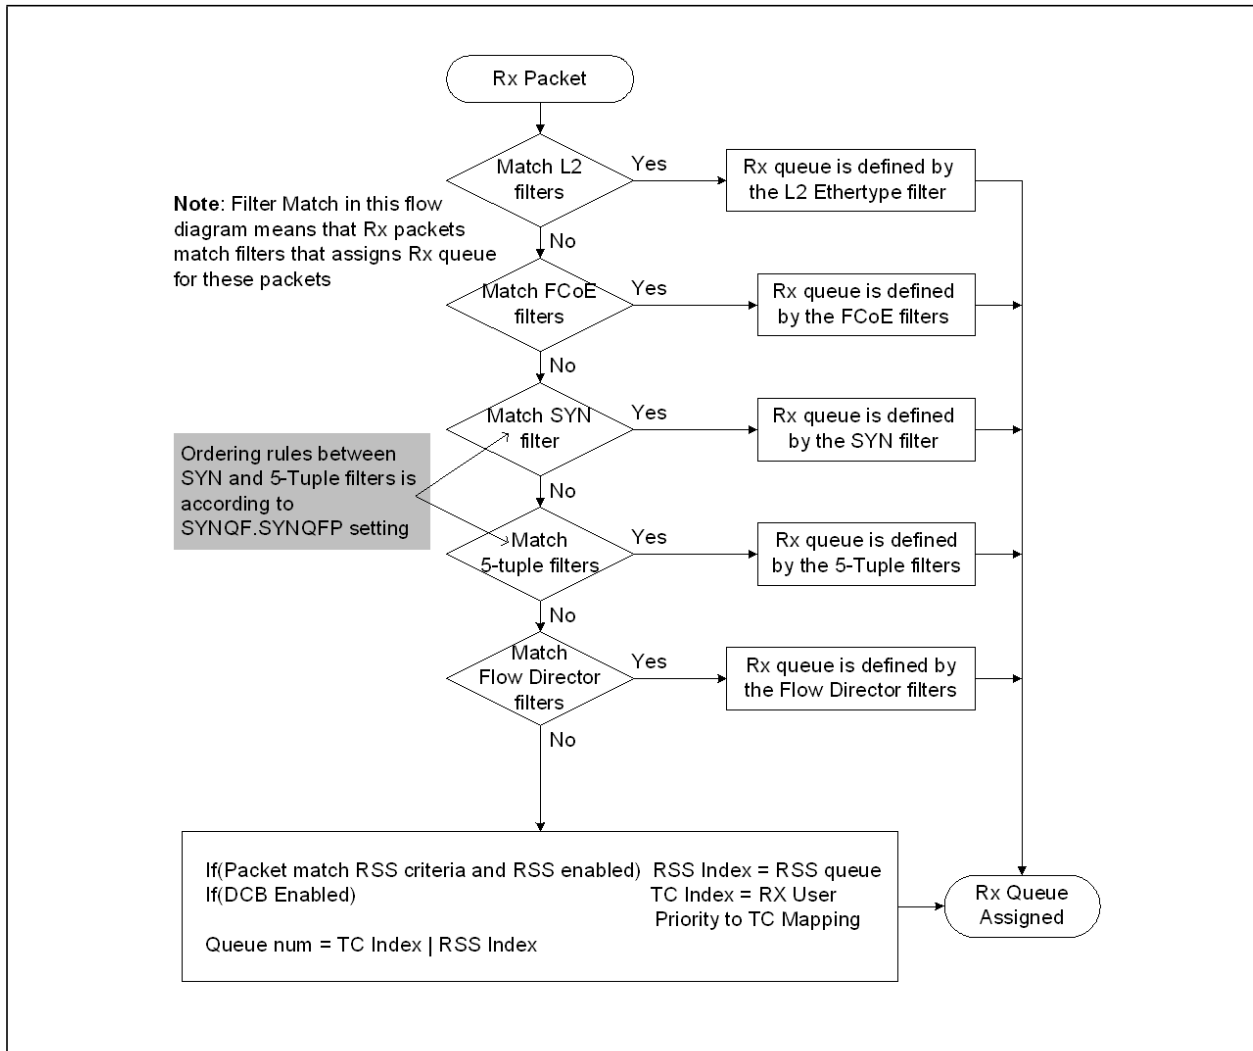 Rx Packet
Match L2
filters
Yes
Rx queue is defined by
the L2 Ethertype filter
Note: Filter Match in this flow
diagram means that Rx packets
match filters that assigns Rx queue
for these packets
No
Match FCoE
filters
Yes
Rx queue is defined
by the FCoE filters
No
Match SYN
filter
Yes
Rx queue is defined
by the SYN filter
Ordering rules between
SYN and 5-Tuple filters is
according to
SYNQF.SYNQFP setting
No
Match
5-tuple filters
Yes
Rx queue is defined
by the 5-Tuple filters
No
Match
Flow Director
filters
Yes
Rx queue is defined by
the Flow Director filters
No
If(Packet match RSS criteria and RSS enabled) RSS Index = RSS queue
If(DCB Enabled) TC Index = RX User
Priority to TC Mapping
Queue num = TC Index | RSS Index
Rx Queue
Assigned